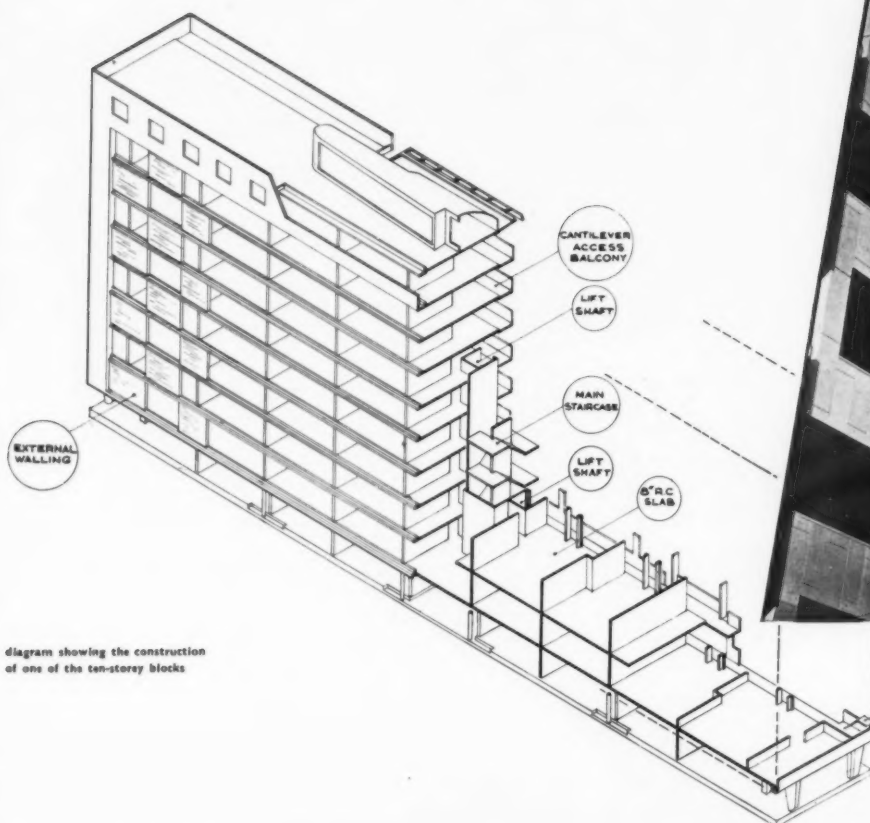 CANTILEVER
ACCESS
BALCONY
LIFT
SHAFT
MAIN
STAIRCASE
LIFT
SHAFT
8" R.C
SLAB
EXTERNAL
WALLING
diagram showing the construction
of one of the ten-storey blocks